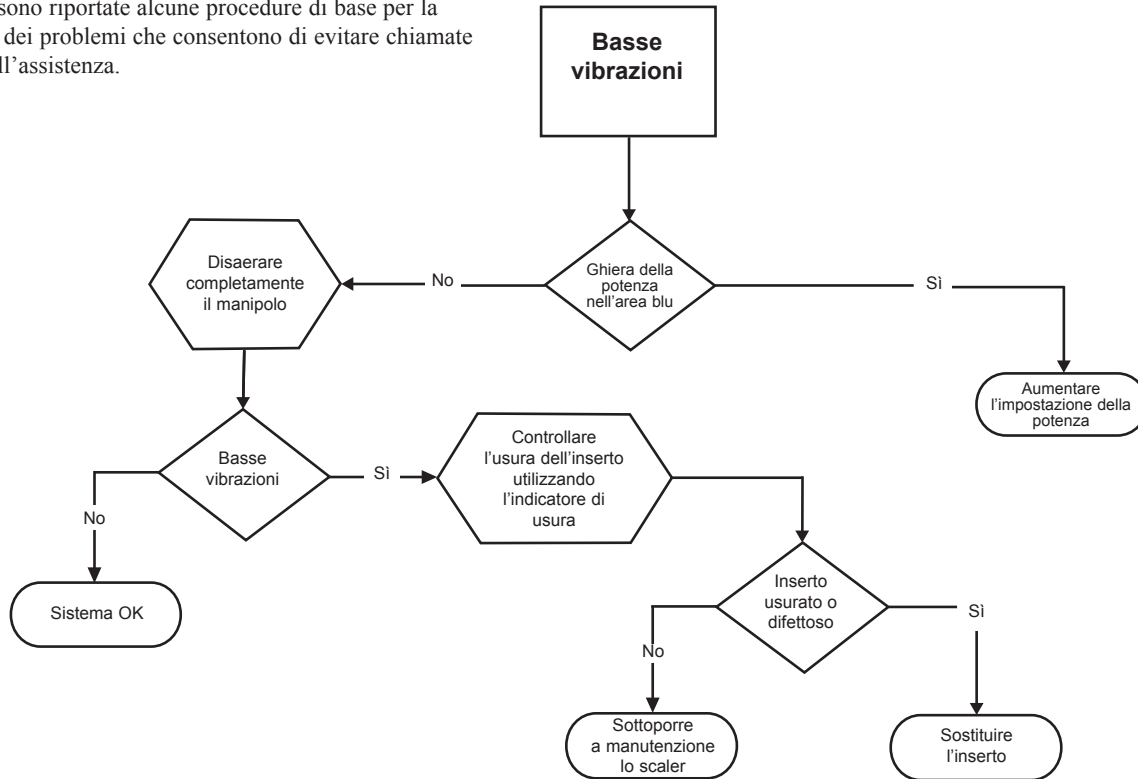 sono riportate alcune procedure di base per la
dei problemi che consentono di evitare chiamate
ll’assistenza.
Basse
vibrazioni
Disaerare
completamente
il manipolo
No
Ghiera della
potenza
nell’area blu
Sì
Aumentare
l’impostazione della
potenza
Basse
vibrazioni
Sì
Controllare
l’usura dell’inserto
utilizzando
l’indicatore di
usura
No
Sistema OK
Inserto
usurato o
difettoso
Sì
No
Sottoporre
a manutenzione
lo scaler
Sostituire
l’inserto